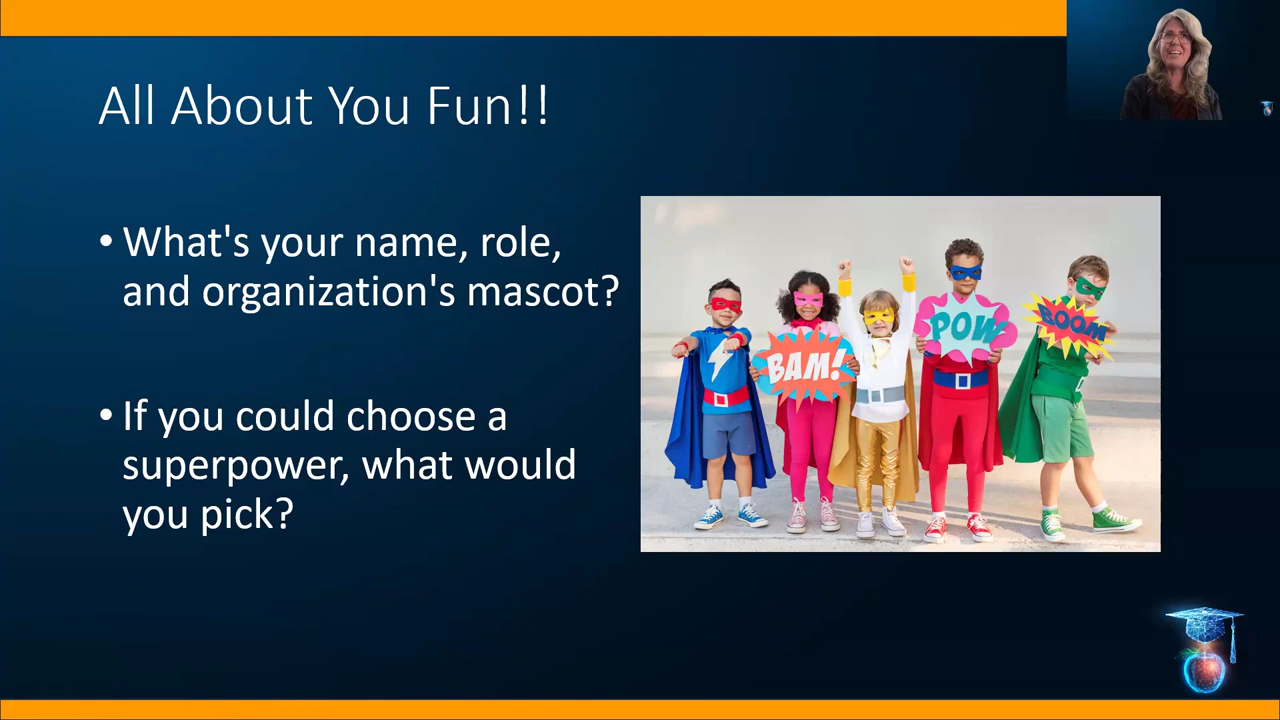 All About You Fun!!
• What's your name, role,
and organization's mascot?
• If you could choose a
superpower, what would
you pick?
BAM!
POW
BOOM